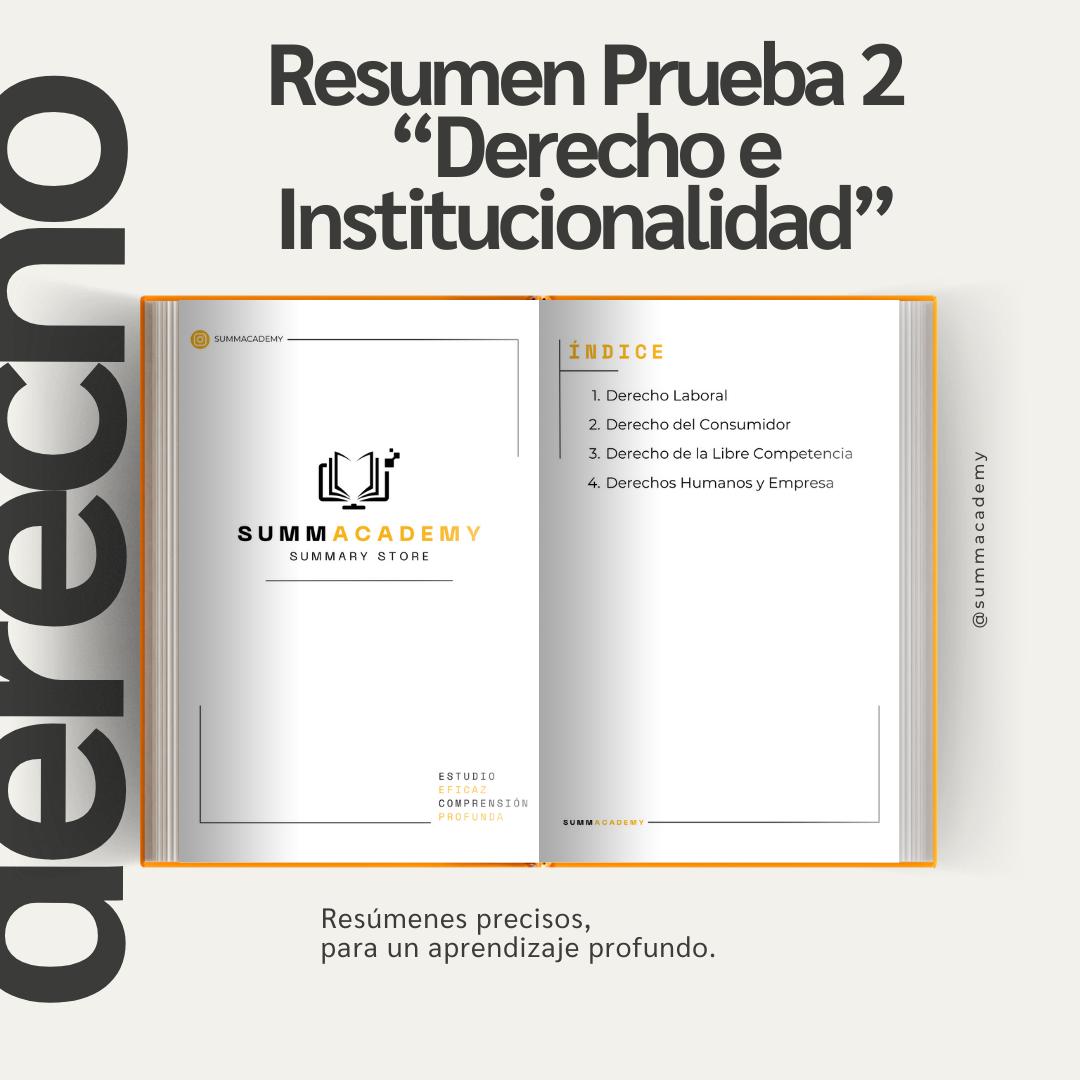 Resumen Prueba 2
“Derecho e
Institucionalidad”
derecho
SUMMACADEMY
SUMMACADEMY
SUMMARY STORE
ESTUDIO
EFICAZ
COMPRENSIÓN
PROFUNDA
ÍNDICE
1. Derecho Laboral
2. Derecho del Consumidor
3. Derecho de la Libre Competencia
4. Derechos Humanos y Empresa
SUMMACADEMY
@summacademy
Resúmenes precisos,
para un aprendizaje profundo.